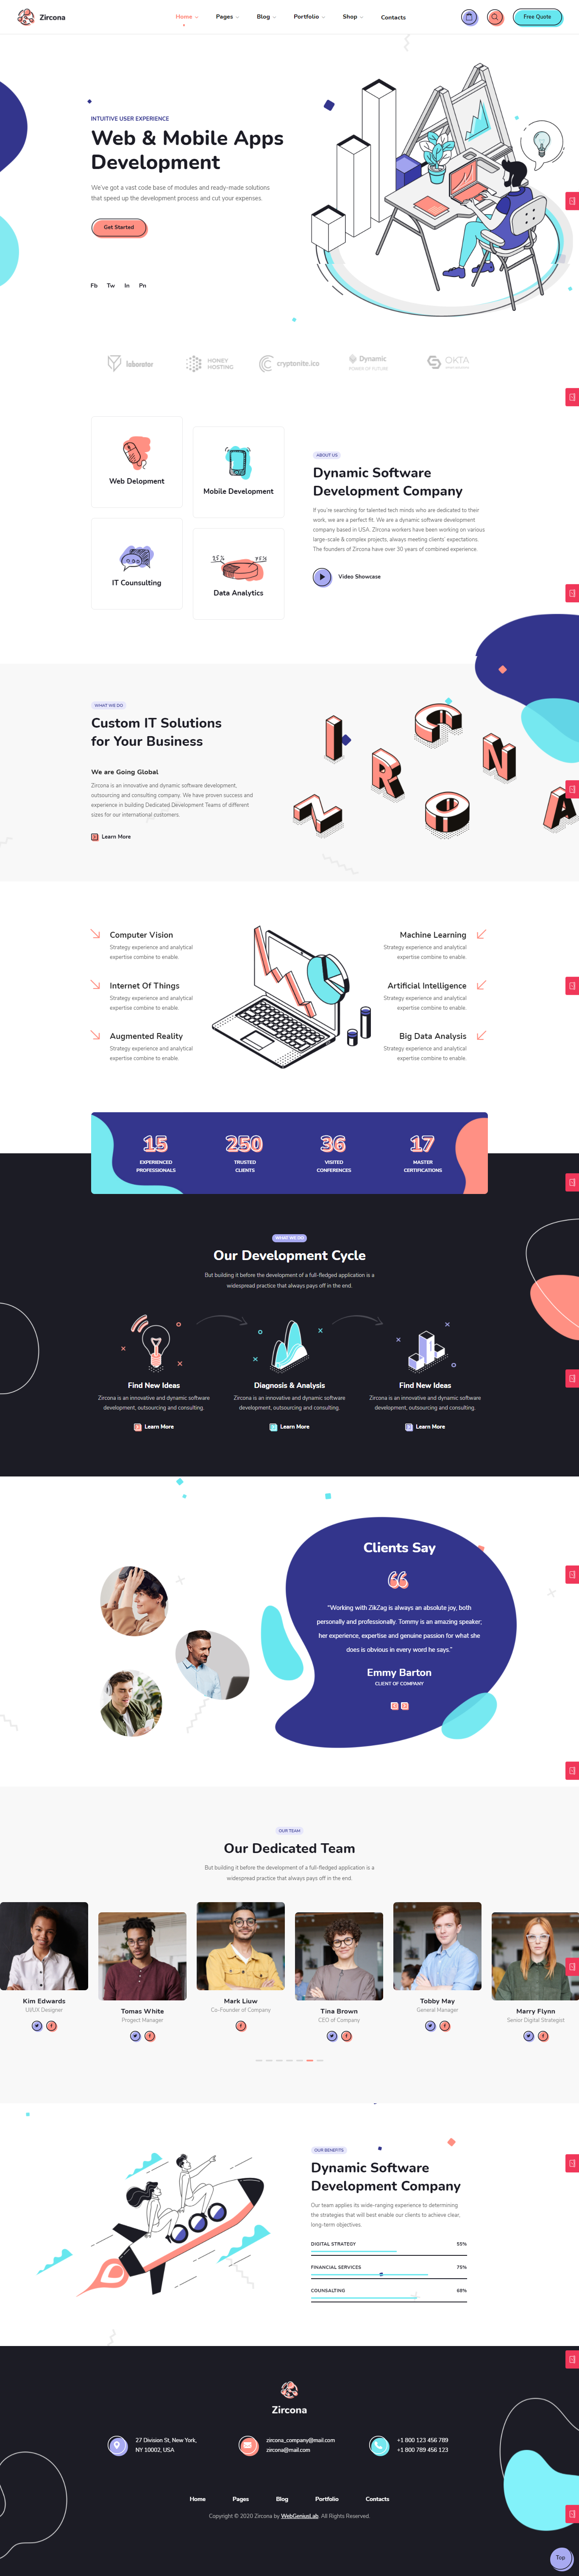 Zircona
Home Pages Blog Portfolio Shop Contacts
Free Quote
INTUITIVE USER EXPERIENCE
Web & Mobile Apps
Development
We've got a vast code base of modules and ready-made solutions
that speed up the development process and cut your expenses.
Get Started
Fb Tw In Pn
laborator
HONEY
HOSTING
cryptonite.ico
Dynamic
POWER OF FUTURE
OKTA
Web Delopment
Mobile Development
IT Counsulting
35% 75%
Data Analytics
ABOUT US
Dynamic Software
Development Company
If you're searching for talented tech minds who are dedicated to their
work, we are a perfect fit. We are a dynamic software development
company based in USA. Zircona workers have been working on various
large-scale & complex projects, always meeting clients' expectations.
The founders of Zircona have over 30 years of combined experience.
Video Showcase
WHAT WE DO
Custom IT Solutions
for Your Business
We are Going Global
Zircona is an innovative and dynamic software development,
outsourcing and consulting company. We have proven success and
experience in building Dedicated Development Teams of different
sizes for our international customers.
Learn More
ZIRCONA
Computer Vision
Strategy experience and analytical
expertise combine to enable.
Internet Of Things
Strategy experience and analytical
expertise combine to enable.
Augmented Reality
Strategy experience and analytical
expertise combine to enable.
Machine Learning
Strategy experience and analytical
expertise combine to enable.
Artificial Intelligence
Strategy experience and analytical
expertise combine to enable.
Big Data Analysis
Strategy experience and analytical
expertise combine to enable.
15
EXPERIENCED
PROFESSIONALS
250
TRUSTED
CLIENTS
36
VISITED
CONFERENCES
17
MASTER
CERTIFICATIONS
WHAT WE DO
Our Development Cycle
But building it before the development of a full-fledged application is a
widespread practice that always pays off in the end.
Find New Ideas
Zircona is an innovative and dynamic software
development, outsourcing and consulting.
Learn More
Diagnosis & Analysis
Zircona is an innovative and dynamic software
development, outsourcing and consulting.
Learn More
Find New Ideas
Zircona is an innovative and dynamic software
development, outsourcing and consulting.
Learn More
Clients Say
"Working with ZikZag is always an absolute joy, both
personally and professionally. Tommy is an amazing speaker;
her experience, expertise and genuine passion for what she
does is obvious in every word he says."
Emmy Barton
CLIENT OF COMPANY
OUR TEAM
Our Dedicated Team
But building it before the development of a full-fledged application is a
widespread practice that always pays off in the end.
Kim Edwards
UI/UX Designer
Tomas White
Progect Manager
Mark Liuw
Co-Founder of Company
Tina Brown
CEO of Company
Tobby May
General Manager
Marry Flynn
Senior Digital Strategist
OUR BENEFITS
Dynamic Software
Development Company
Our team applies its wide-ranging experience to determining
the strategies that will best enable our clients to achieve clear,
long-term objectives.
DIGITAL STRATEGY 55%
FINANCIAL SERVICES 75%
COUNSALTING 68%
Zircona
27 Division St, New York,
NY 10002, USA
zircona_company@mail.com
zircona@mail.com
+1 800 123 456 789
+1 800 789 456 123
Home Pages Blog Portfolio Contacts
Copyright © 2020 Zircona by WebGeniusLab. All Rights Reserved.
Top